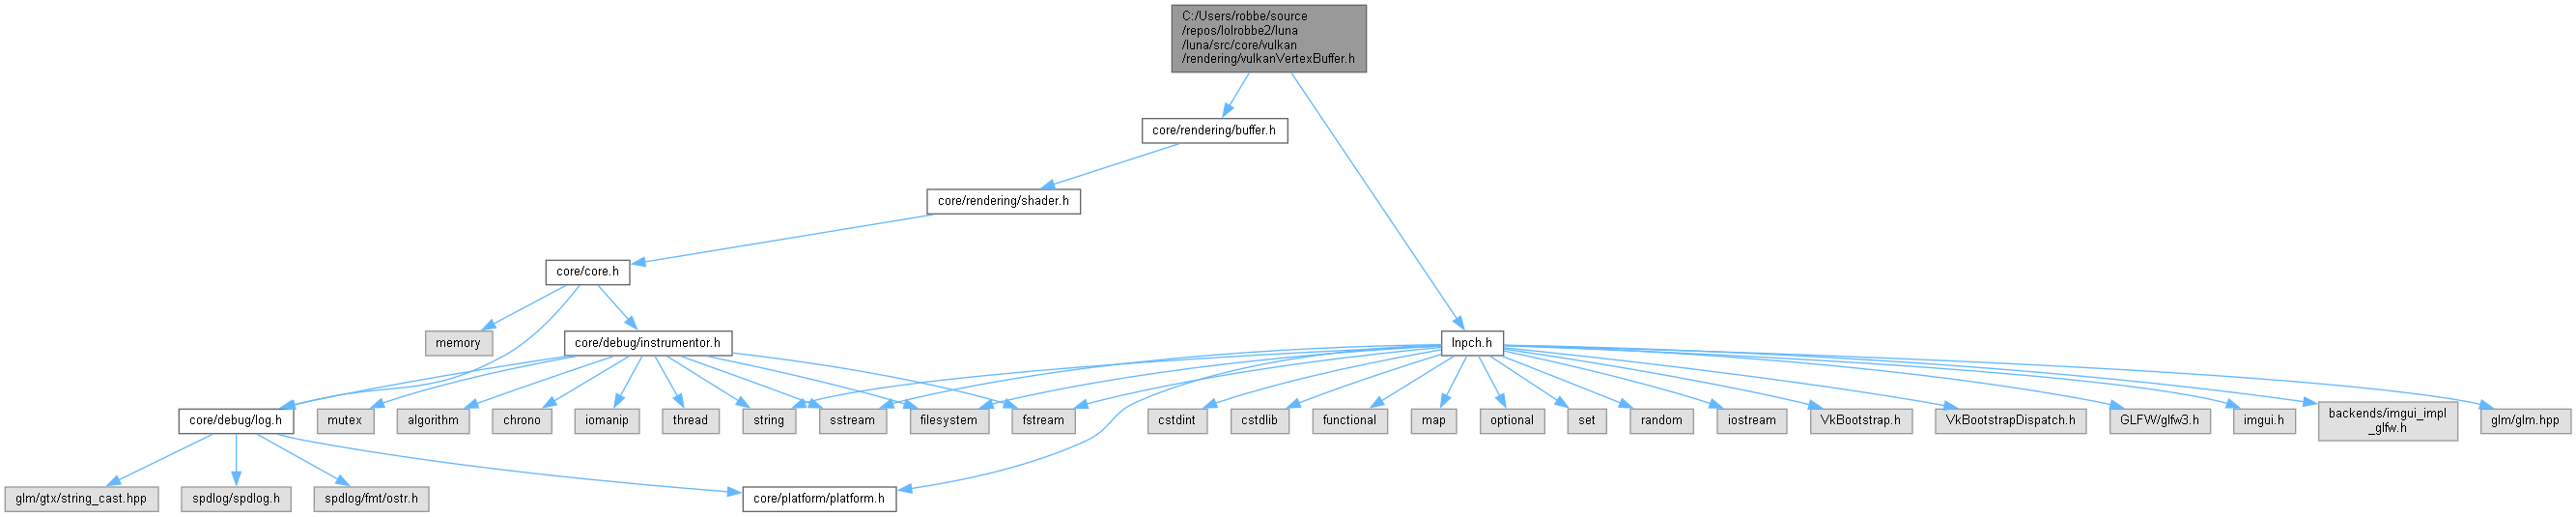 C:/Users/robbe/source
/repos/lolrobbe2/luna
/luna/src/core/vulkan
/rendering/vulkanVertexBuffer.h
core/rendering/buffer.h
core/rendering/shader.h
core/core.h
memory
core/debug/instrumentor.h
lnpch.h
core/debug/log.h
mutex
algorithm
chrono
iomanip
thread
string
sstream
filesystem
fstream
cstdint
cstdlib
functional
map
optional
set
random
iostream
VkBootstrap.h
VkBootstrapDispatch.h
GLFW/glfw3.h
imgui.h
backends/imgui_impl
_glfw.h
glm/glm.hpp
glm/gtx/string_cast.hpp
spdlog/spdlog.h
spdlog/fmt/ostr.h
core/platform/platform.h